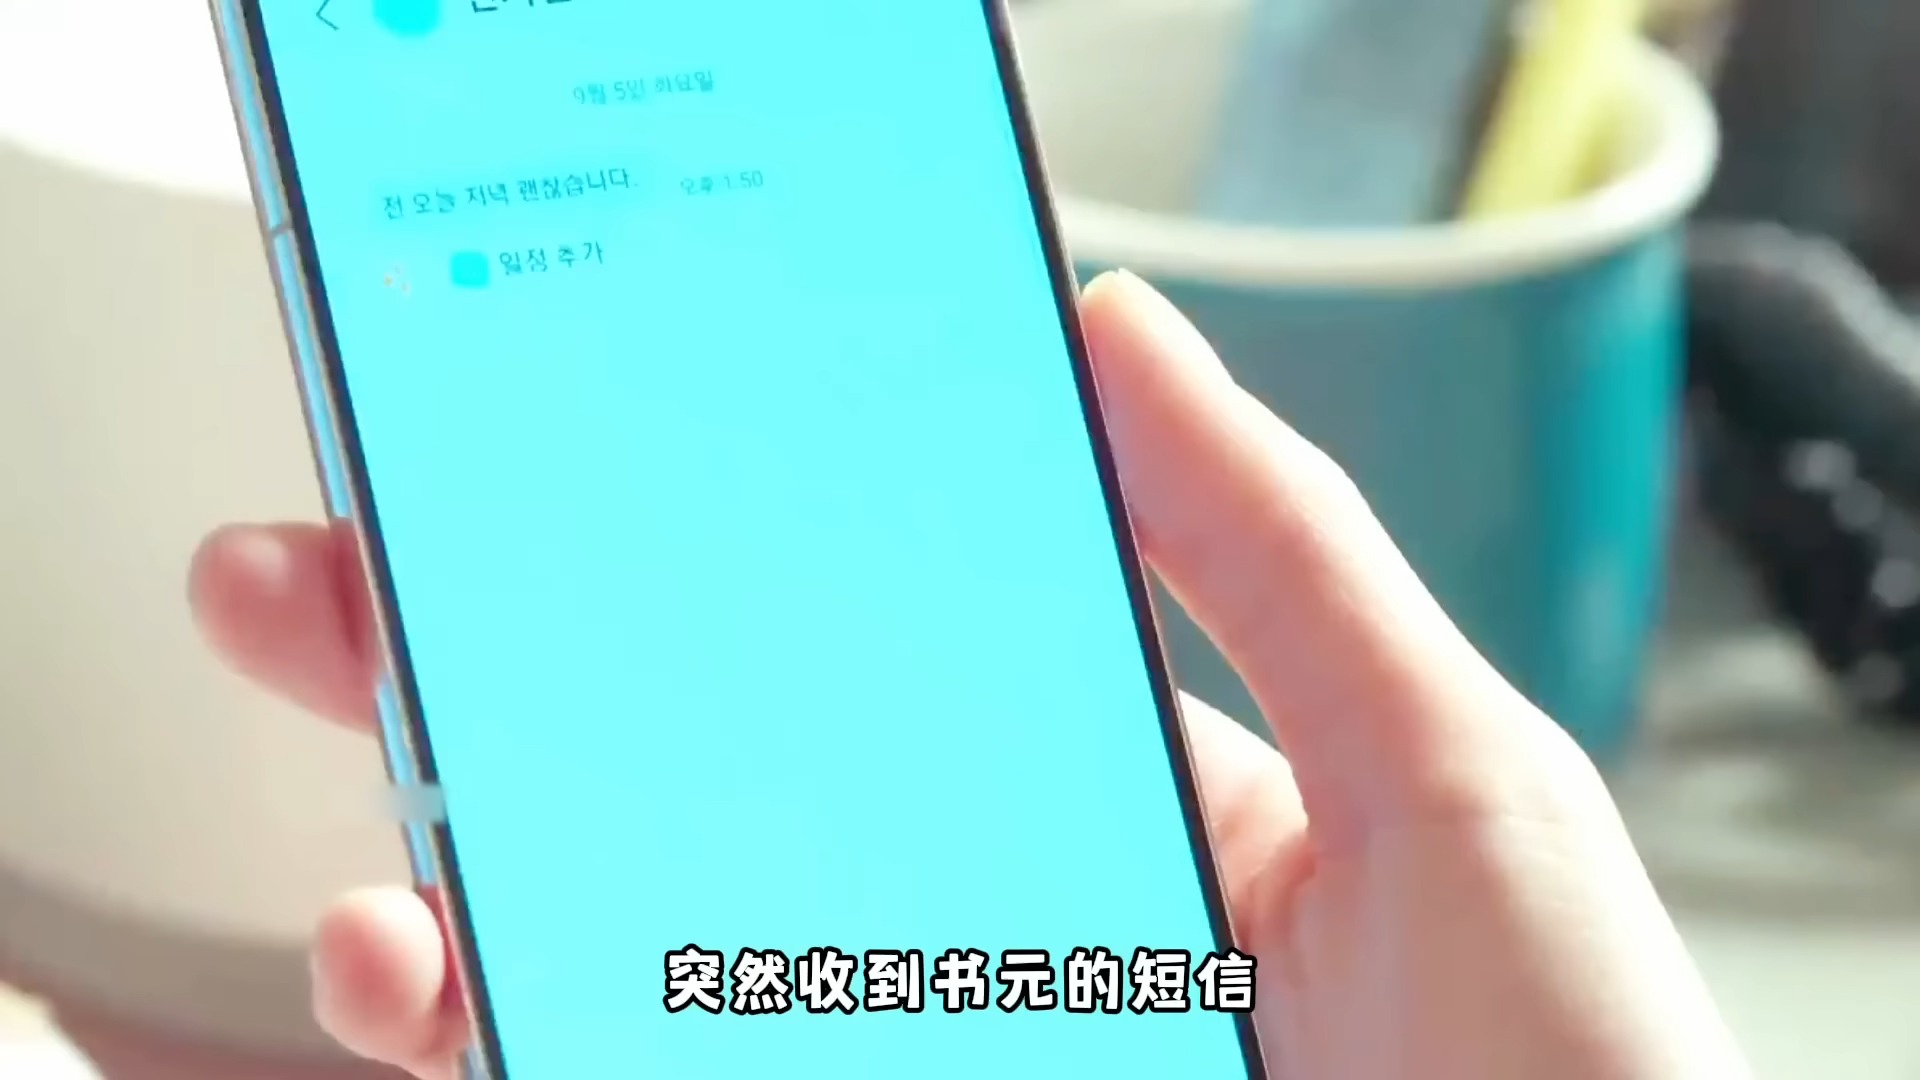 9월 5일 화요일
전 오늘 저녁 괜찮습니다.
오후 1:50
일정 추가
突然收到书元的短信